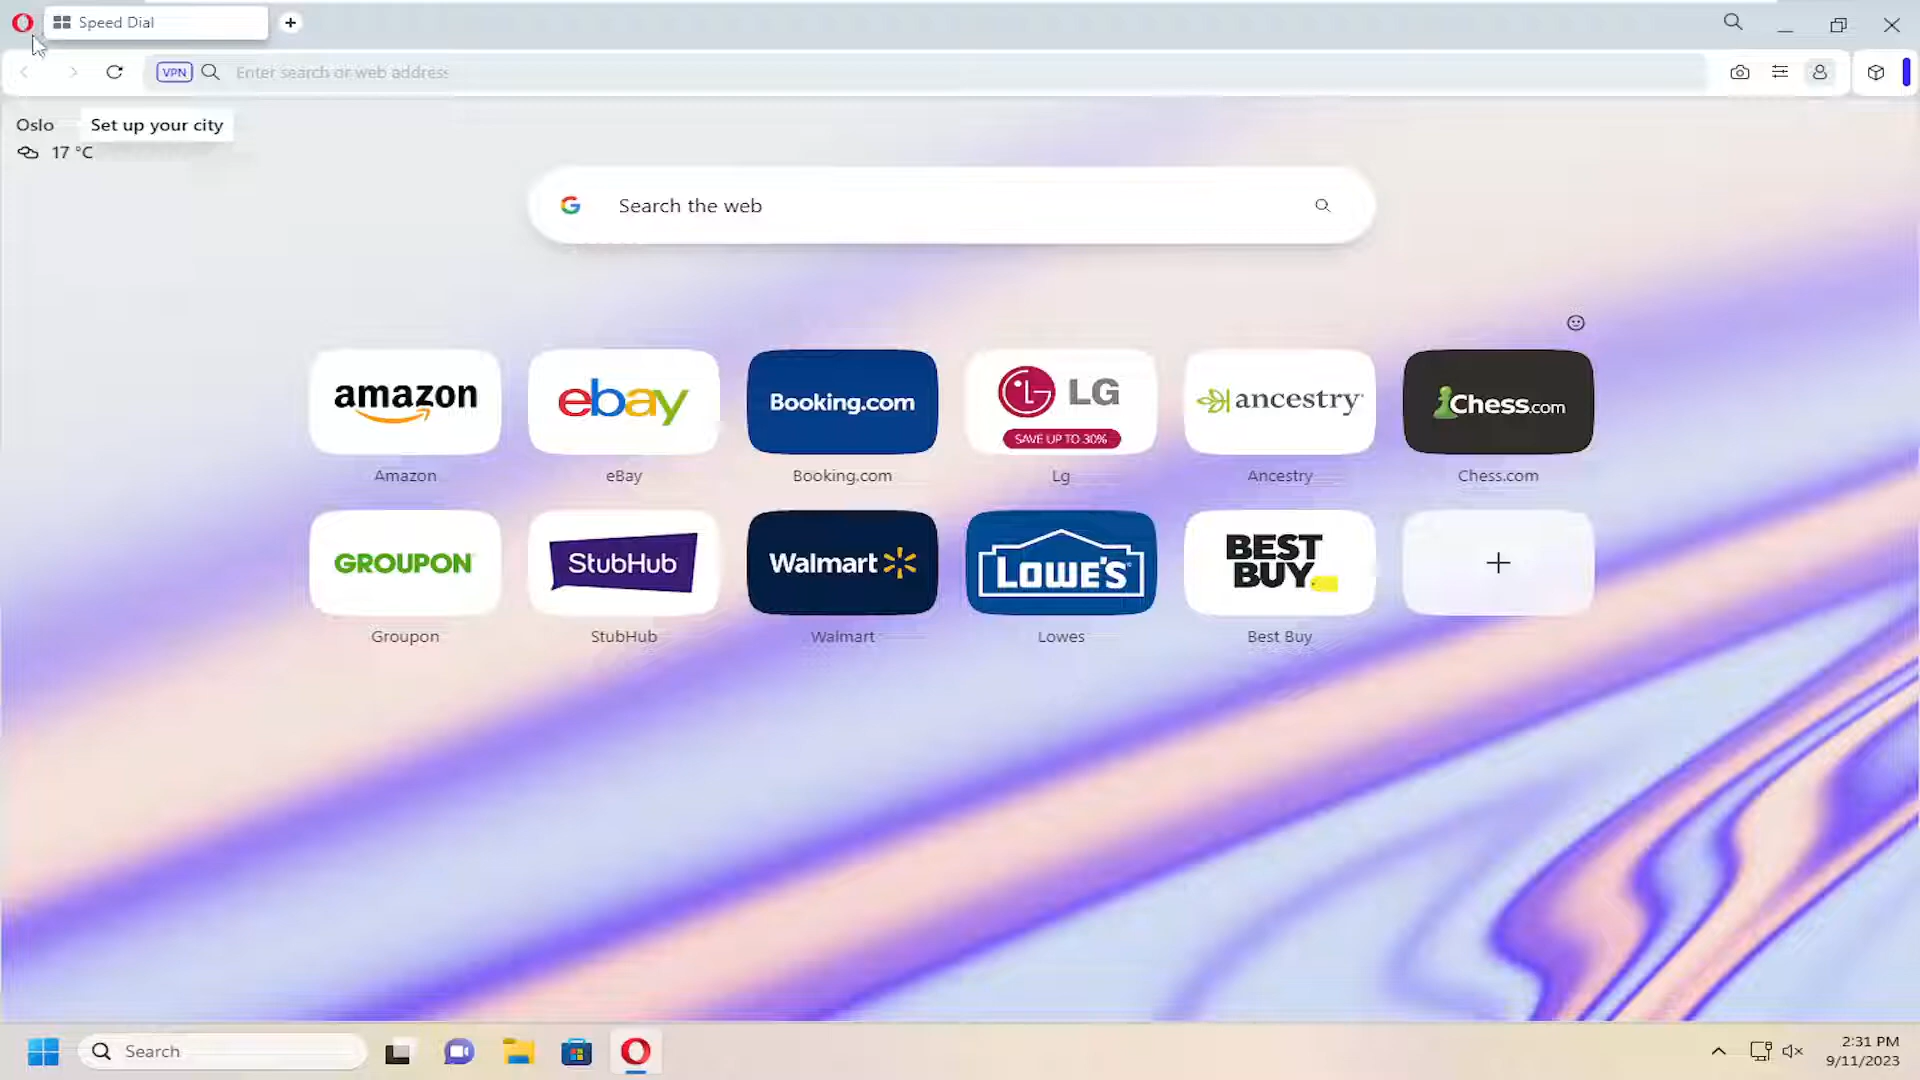 Speed Dial
VPN
Enter search or web address
Oslo
Set up your city
17 °C
Search the web
amazon
ebay
Booking.com
LG
SAVE UP TO 30%
ancestry
Chess.com
Amazon
eBay
Booking.com
Lg
Ancestry
Chess.com
GROUPON
StubHub
Walmart
LOWE'S
BEST
BUY
Groupon
StubHub
Walmart
Lowes
Best Buy
Search
2:31 PM
9/11/2023